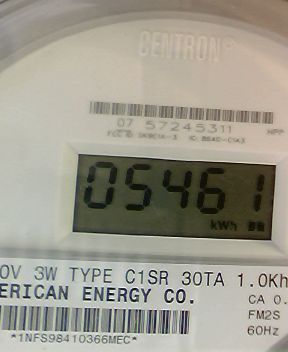 CENTRON®
07 57245311 HPP
05461
kWh
0V 3W TYPE C1SR 30TA 1.0Kh
ERICAN ENERGY CO.
CA 0.
FM2S
60Hz
*1NFS98410366MEC*